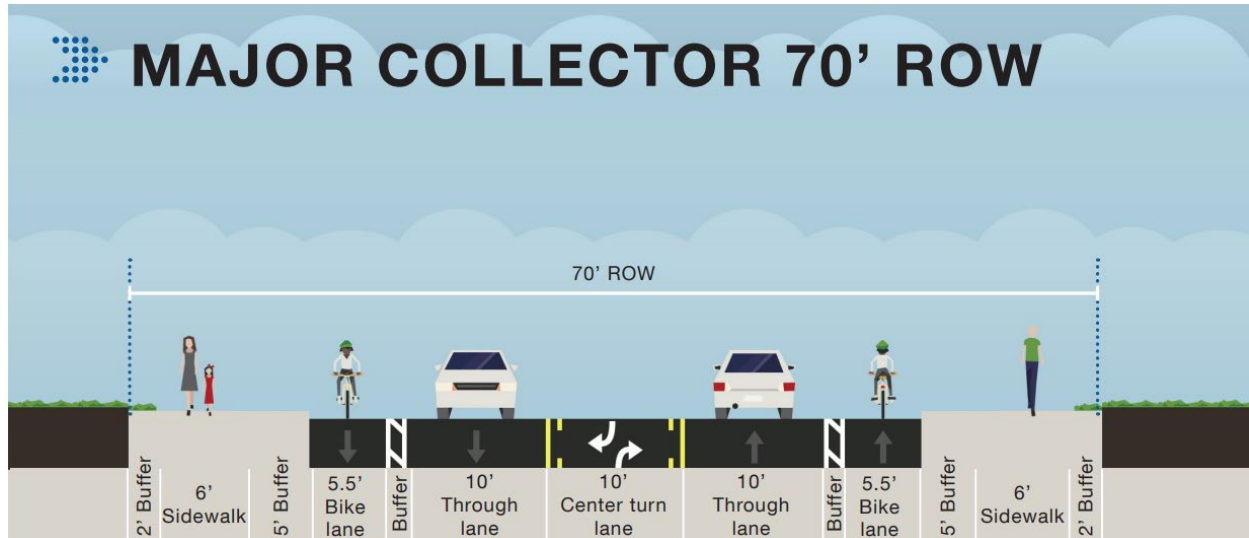 MAJOR COLLECTOR 70’ ROW
70’ ROW
2’ Buffer
6’
Sidewalk
5’ Buffer
5.5’
Bike
lane
Buffer
10’
Through
lane
10’
Center turn
lane
10’
Through
lane
Buffer
5.5’
Bike
lane
5’ Buffer
6’
Sidewalk
2’ Buffer